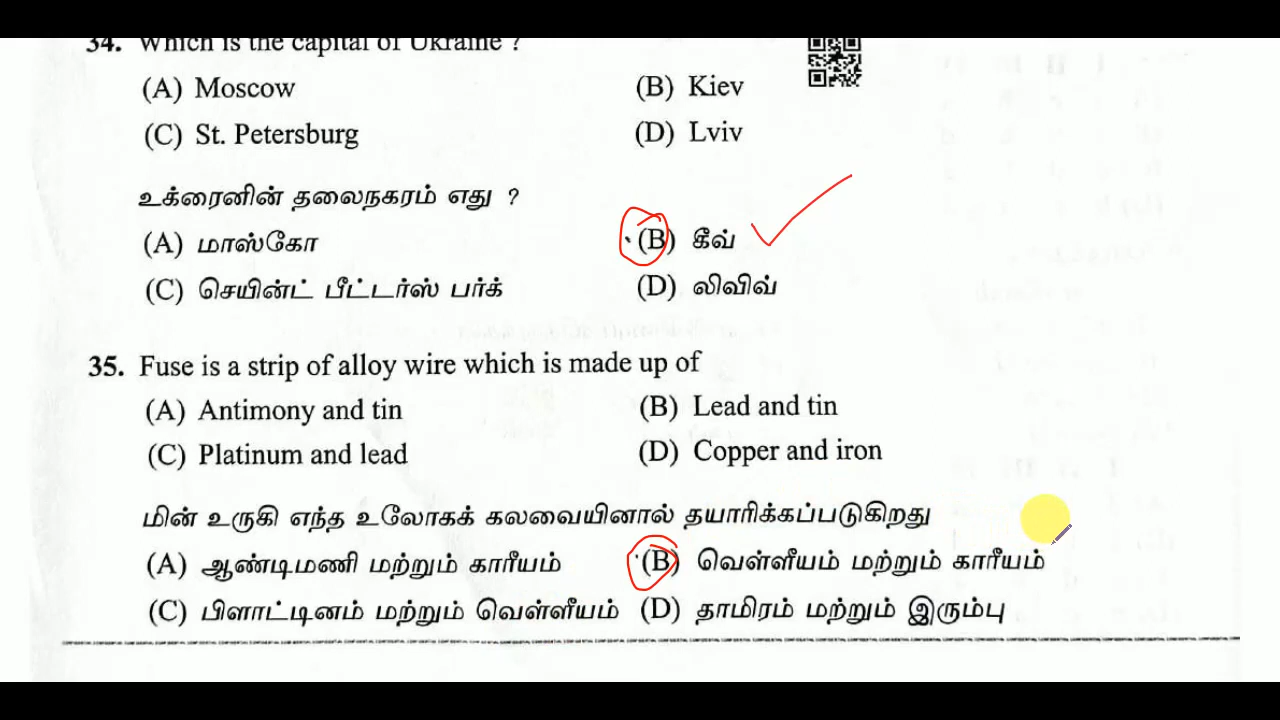 34. Which is the capital of Ukraine ?
(A) Moscow (B) Kiev
(C) St. Petersburg (D) Lviv
உக்ரைனின் தலைநகரம் எது ?
(A) மாஸ்கோ (B) கீவ்
(C) செயின்ட் பீட்டர்ஸ் பர்க் (D) லிவிவ்
35. Fuse is a strip of alloy wire which is made up of
(A) Antimony and tin (B) Lead and tin
(C) Platinum and lead (D) Copper and iron
மின் உருகி எந்த உலோகக் கலவையினால் தயாரிக்கப்படுகிறது
(A) ஆண்டிமணி மற்றும் காரீயம் (B) வெள்ளீயம் மற்றும் காரீயம்
(C) பிளாட்டினம் மற்றும் வெள்ளீயம் (D) தாமிரம் மற்றும் இரும்பு